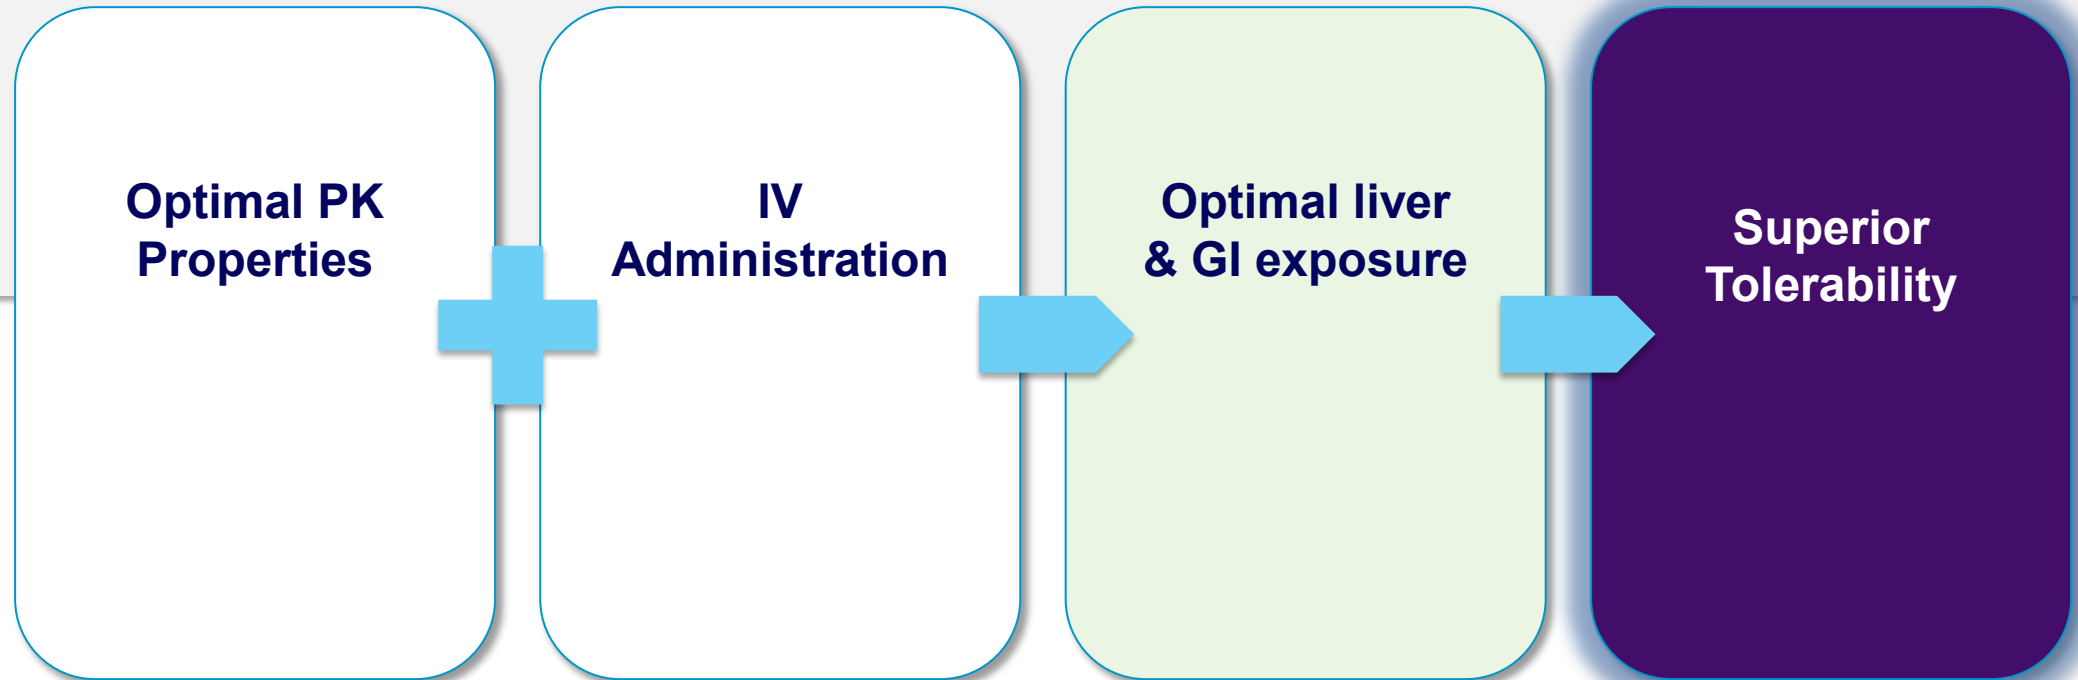 Optimal PK
Properties
IV
Administration
Optimal liver
& GI exposure
Superior
Tolerability